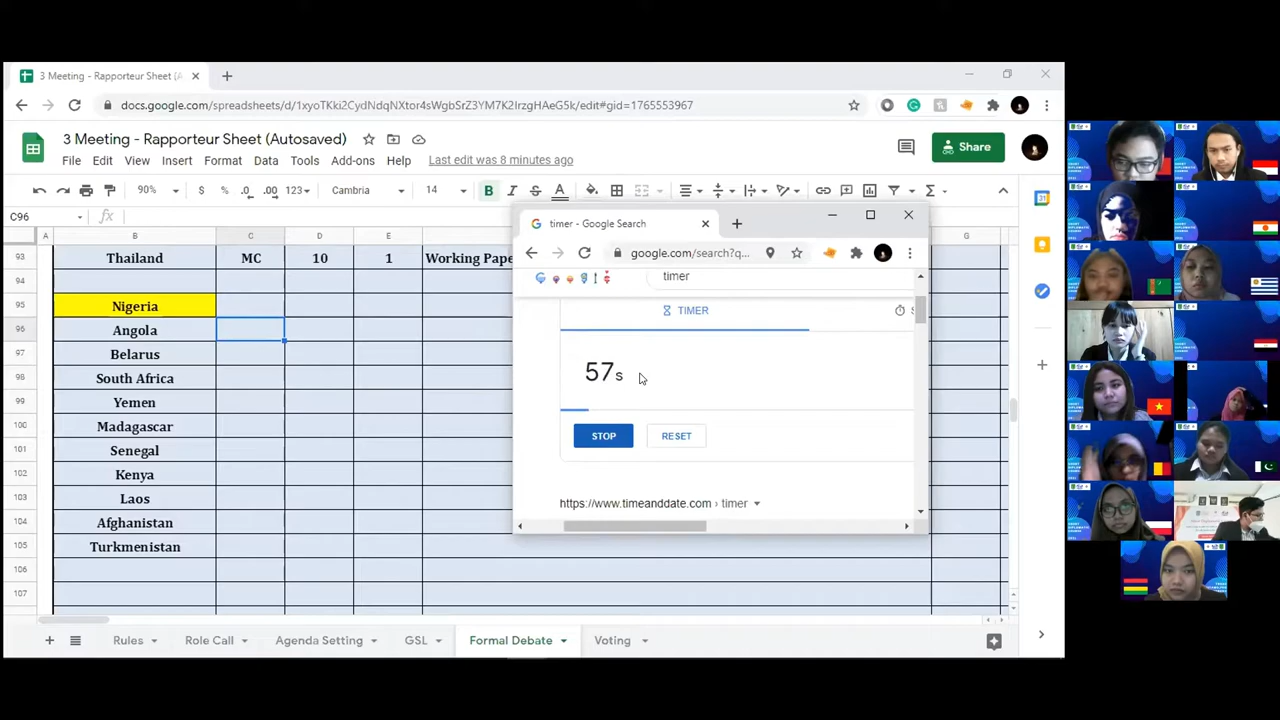 3 Meeting - Rapporteur Sheet (A
docs.google.com/spreadsheets/d/1xyoTKki2CydNdqNXtor4sWgbSrZ3YM7K2IrzgHAeG5k/edit#gid=1765553967
3 Meeting - Rapporteur Sheet (Autosaved)
File Edit View Insert Format Data Tools Add-ons Help Last edit was 8 minutes ago
Share
90% $ % .0 .00 123 Cambria 14 B I S A
C96 fx
A B C D E G
93 Thailand MC 10 1 Working Pape
94
95 Nigeria
96 Angola
97 Belarus
98 South Africa
99 Yemen
100 Madagascar
101 Senegal
102 Kenya
103 Laos
104 Afghanistan
105 Turkmenistan
106
107
timer - Google Search
google.com/search?q...
timer
TIMER S
57s
STOP RESET
https://www.timeanddate.com › timer
Rules Role Call Agenda Setting GSL Formal Debate Voting
31